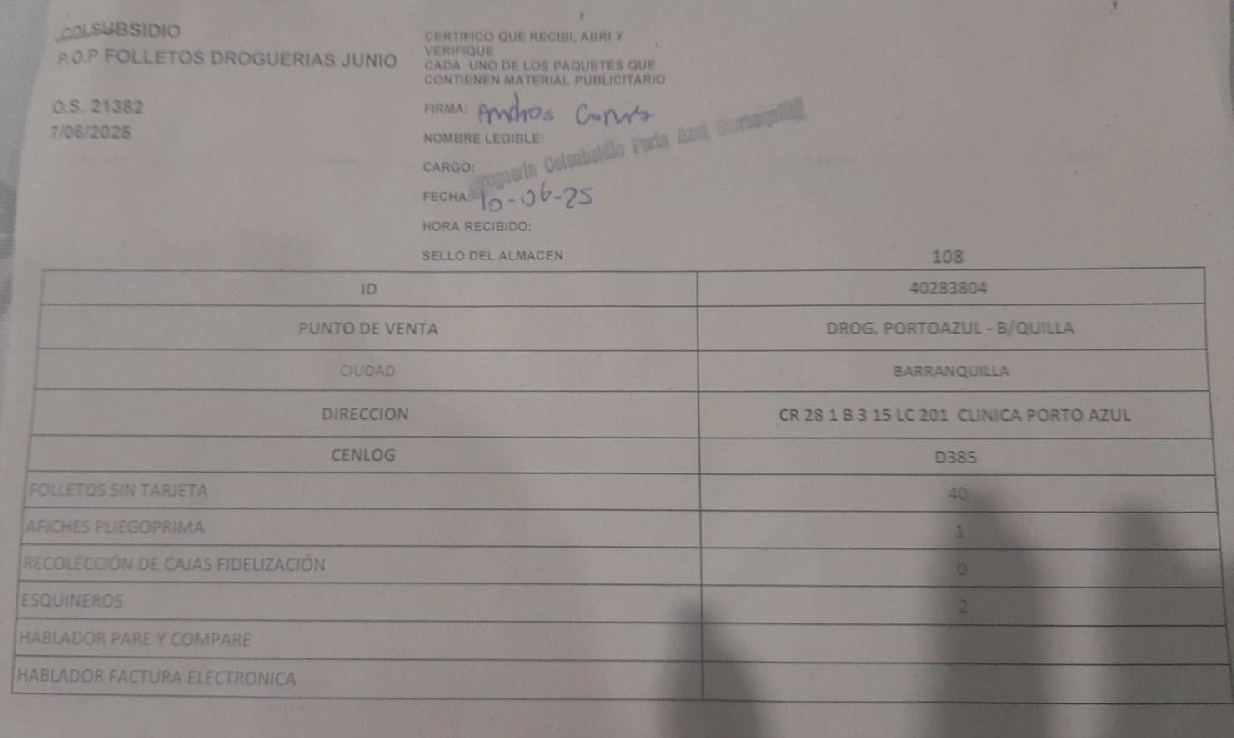 COLSUBSIDIO
P.O.P FOLLETOS DROGUERIAS JUNIO
O.S. 21382
7/06/2025
CERTIFICO QUE RECIBI, ABRI Y
VERIFIQUE
CADA UNO DE LOS PAQUETES QUE
CONTIENEN MATERIAL PUBLICITARIO
FIRMA:
NOMBRE LEGIBLE:
Colsubsidio Porto Azul Barranquilla
CARGO:
FECHA: 10-06-25
HORA RECIBIDO:
SELLO DEL ALMACEN
108
ID 40283804
PUNTO DE VENTA DROG. PORTOAZUL - B/QUILLA
CIUDAD BARRANQUILLA
DIRECCION CR 28 1 B 3 15 LC 201 CLINICA PORTO AZUL
CENLOG D385
FOLLETOS SIN TARJETA 40
AFICHES PLIEGOPRIMA 1
RECOLECCIÓN DE CAJAS FIDELIZACIÓN 0
ESQUINEROS 2
HABLADOR PARE Y COMPARE
HABLADOR FACTURA ELECTRONICA